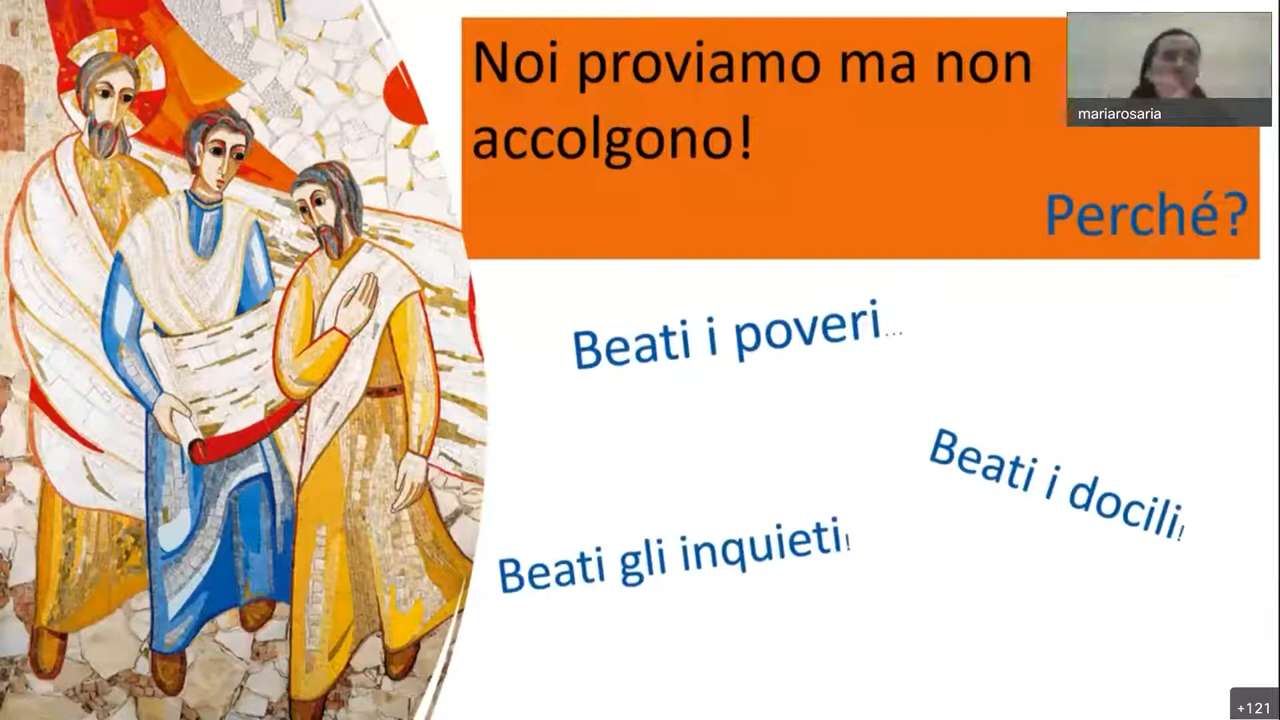 Noi proviamo ma non
accolgono!
Perché?
mariarosaria
Beati i poveri...
Beati i docili!
Beati gli inquieti!
+121